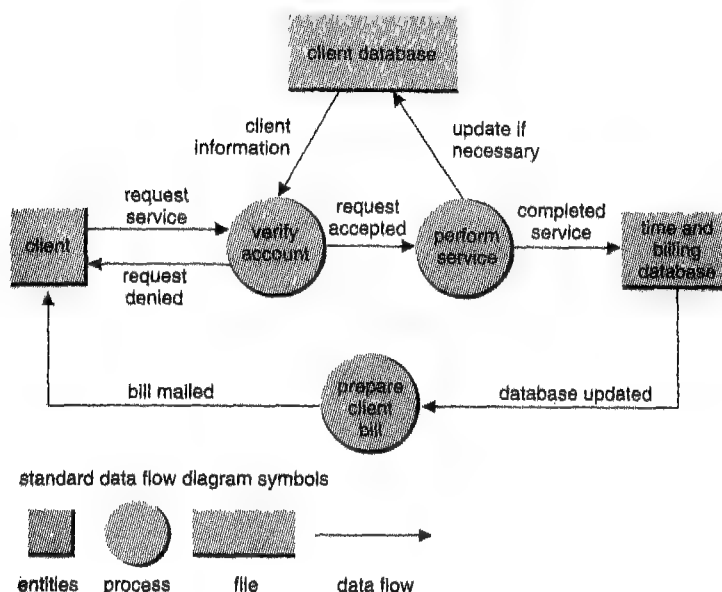 client database
client
information
update if
necessary
request
service
client
request
denied
verify
account
request
accepted
perform
service
completed
service
time and
billing
database
bill mailed
prepare
client
bill
database updated
standard data flow diagram symbols
entities
process
file
data flow